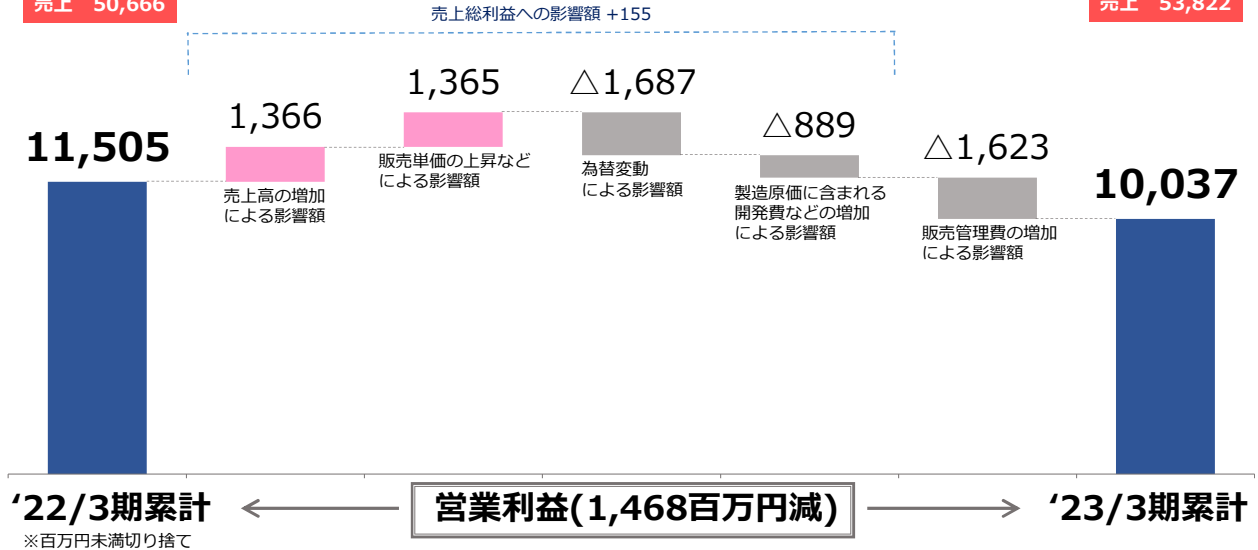 売上 50,666
売上総利益への影響額 +155
売上 53,822
11,505
1,366
売上高の増加
による影響額
1,365
販売単価の上昇など
による影響額
△1,687
為替変動
による影響額
△889
製造原価に含まれる
開発費などの増加
による影響額
△1,623
販売管理費の増加
による影響額
10,037
‘22/3期累計
営業利益(1,468百万円減)
‘23/3期累計
※百万円未満切り捨て